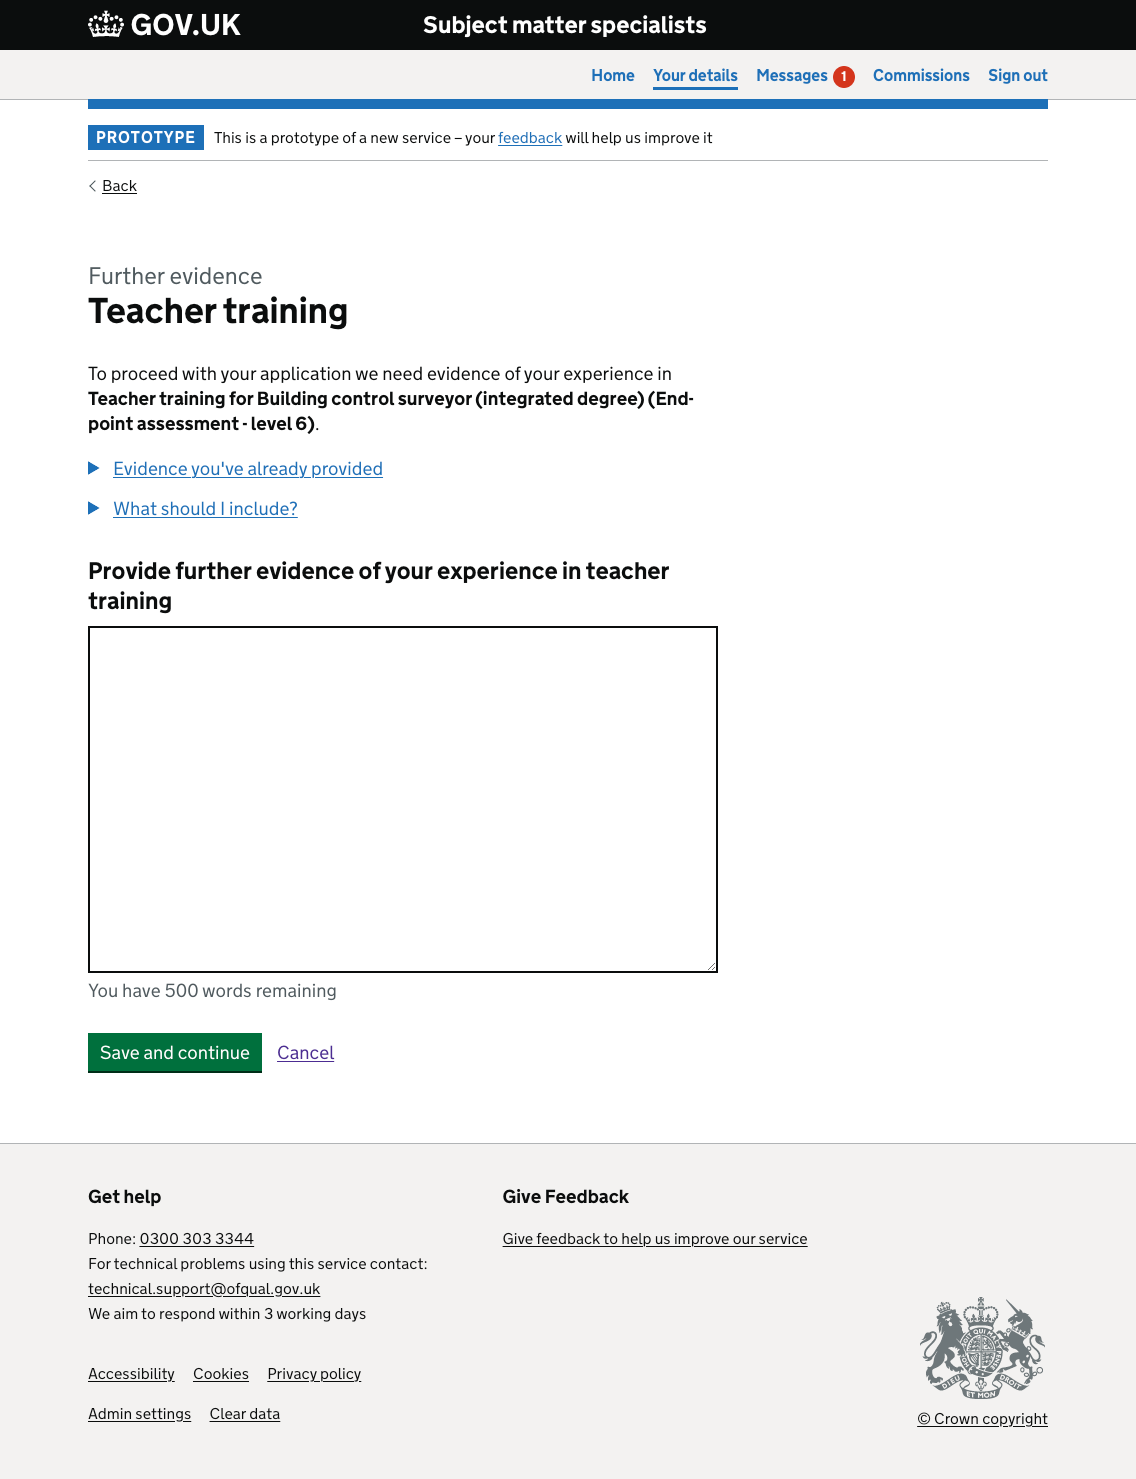 GOV.UK
Subject matter specialists
Home
Your details
Messages 1
Commissions
Sign out
PROTOTYPE
This is a prototype of a new service – your feedback will help us improve it
Back
Further evidence
Teacher training
To proceed with your application we need evidence of your experience in
Teacher training for Building control surveyor (integrated degree) (End-
point assessment - level 6).
Evidence you've already provided
What should I include?
Provide further evidence of your experience in teacher
training
You have 500 words remaining
Save and continue
Cancel
Get help
Phone: 0300 303 3344
For technical problems using this service contact:
technical.support@ofqual.gov.uk
We aim to respond within 3 working days
Give Feedback
Give feedback to help us improve our service
Accessibility
Cookies
Privacy policy
Admin settings
Clear data
DIEU ET MON DROIT
© Crown copyright